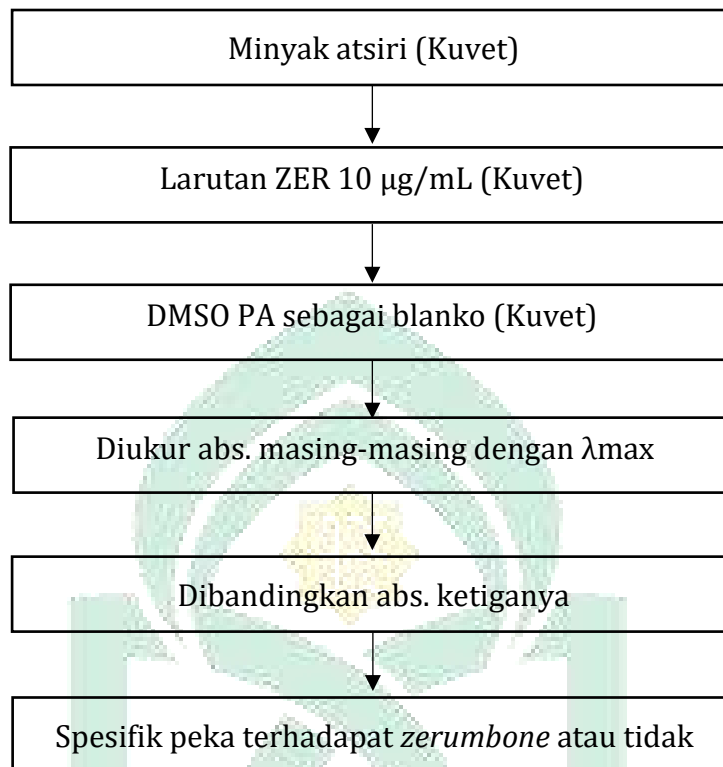 Minyak atsiri (Kuvet)
Larutan ZER 10 µg/mL (Kuvet)
DMSO PA sebagai blanko (Kuvet)
Diukur abs. masing-masing dengan λmax
Dibandingkan abs. ketiganya
Spesifik peka terhadapat zerumbone atau tidak